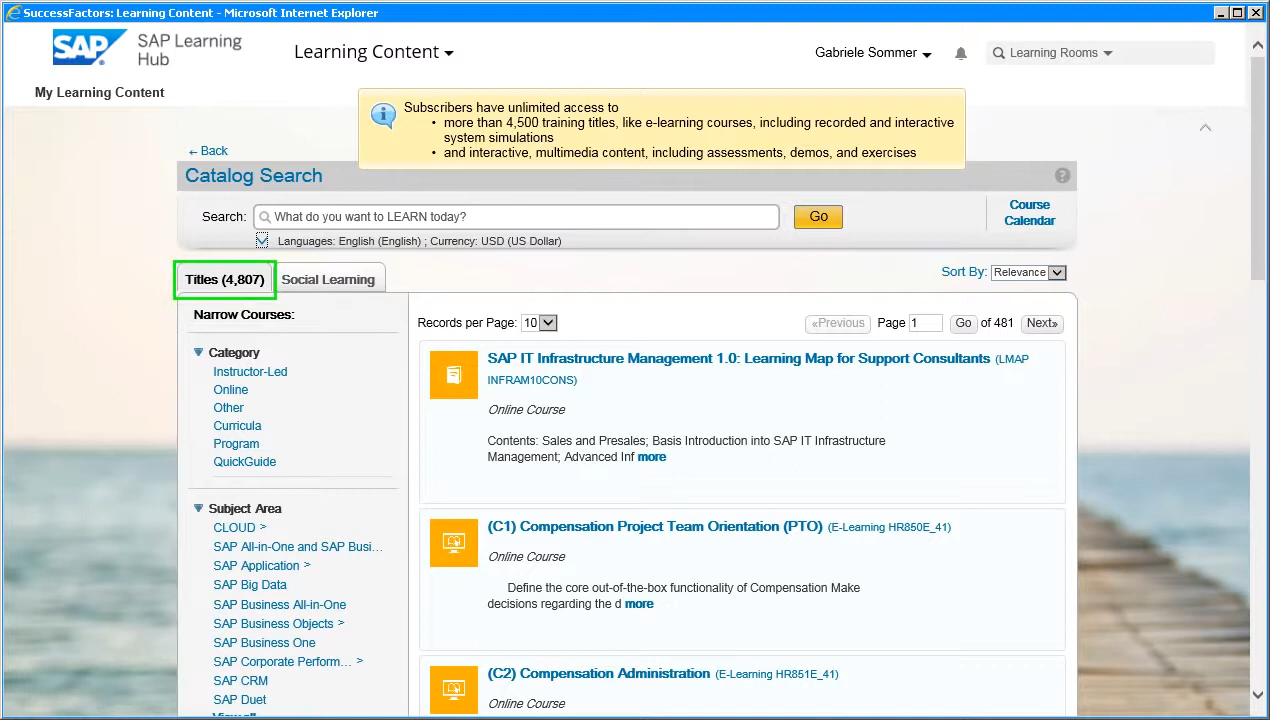 SuccessFactors: Learning Content - Microsoft Internet Explorer
SAP
SAP Learning
Hub
Learning Content
Gabriele Sommer
Learning Rooms
My Learning Content
Subscribers have unlimited access to
• more than 4,500 training titles, like e-learning courses, including recorded and interactive
system simulations
• and interactive, multimedia content, including assessments, demos, and exercises
←Back
Catalog Search
?
Search:
What do you want to LEARN today?
Go
Course
Calendar
Languages: English (English) ; Currency: USD (US Dollar)
Titles (4,807)
Social Learning
Sort By: Relevance
Narrow Courses:
Records per Page: 10
«Previous
Page 1
Go
of 481
Next»
Category
Instructor-Led
Online
Other
Curricula
Program
QuickGuide
Subject Area
CLOUD >
SAP All-in-One and SAP Busi...
SAP Application >
SAP Big Data
SAP Business All-in-One
SAP Business Objects >
SAP Business One
SAP Corporate Perform... >
SAP CRM
SAP Duet
View all
SAP IT Infrastructure Management 1.0: Learning Map for Support Consultants (LMAP
INFRAM10CONS)
Online Course
Contents: Sales and Presales; Basis Introduction into SAP IT Infrastructure
Management; Advanced Inf more
(C1) Compensation Project Team Orientation (PTO) (E-Learning HR850E_41)
Online Course
Define the core out-of-the-box functionality of Compensation Make
decisions regarding the d more
(C2) Compensation Administration (E-Learning HR851E_41)
Online Course